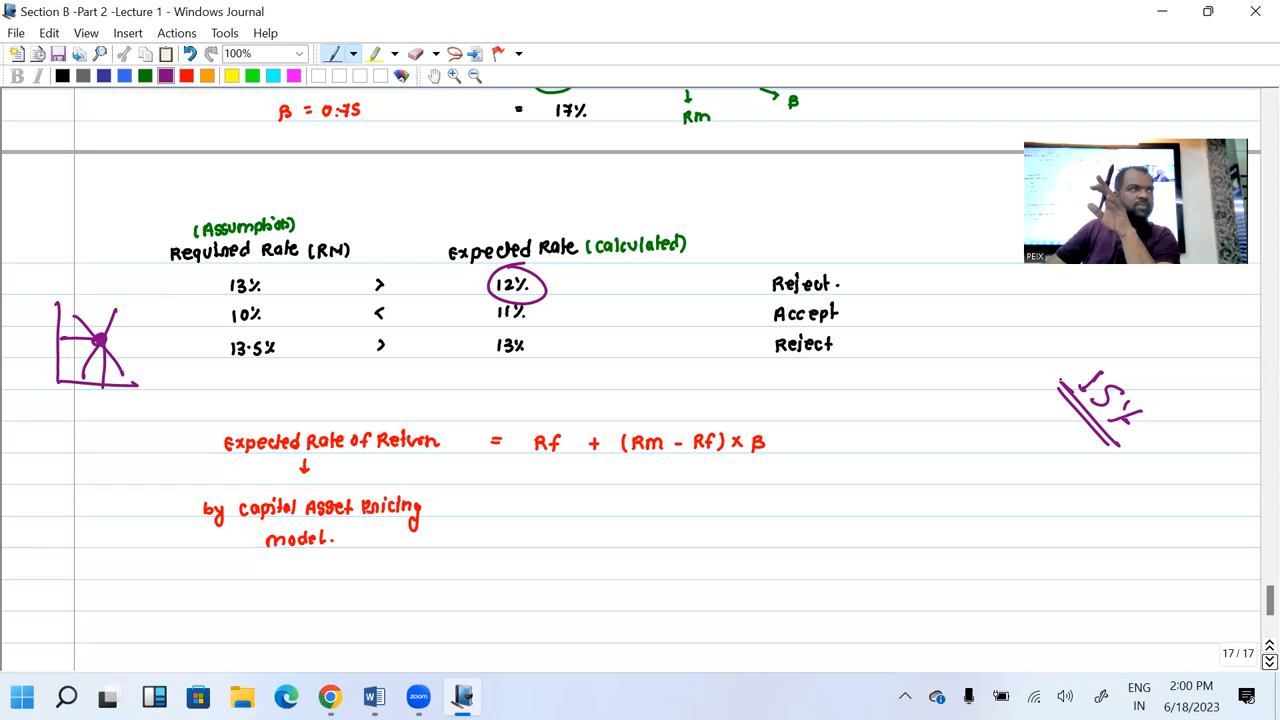 Section B -Part 2 -Lecture 1 - Windows Journal
File Edit View Insert Actions Tools Help
100%
B I
β = 0.75
= 17%
Rm
β
PEIX
(Assumption)
Required Rate (RR)
Expected Rate (Calculated)
13% > 12% Reject.
10% < 11% Accept
13.5% > 13% Reject
15%
Expected Rate of Return = Rf + (Rm - Rf) × β
by Capital Asset Pricing
model.
17 / 17
zoom
ENG
IN
2:00 PM
6/18/2023